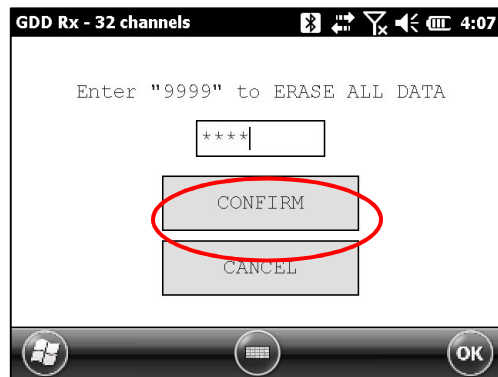 GDD Rx - 32 channels 4:07
Enter "9999" to ERASE ALL DATA
****
CONFIRM
CANCEL
OK